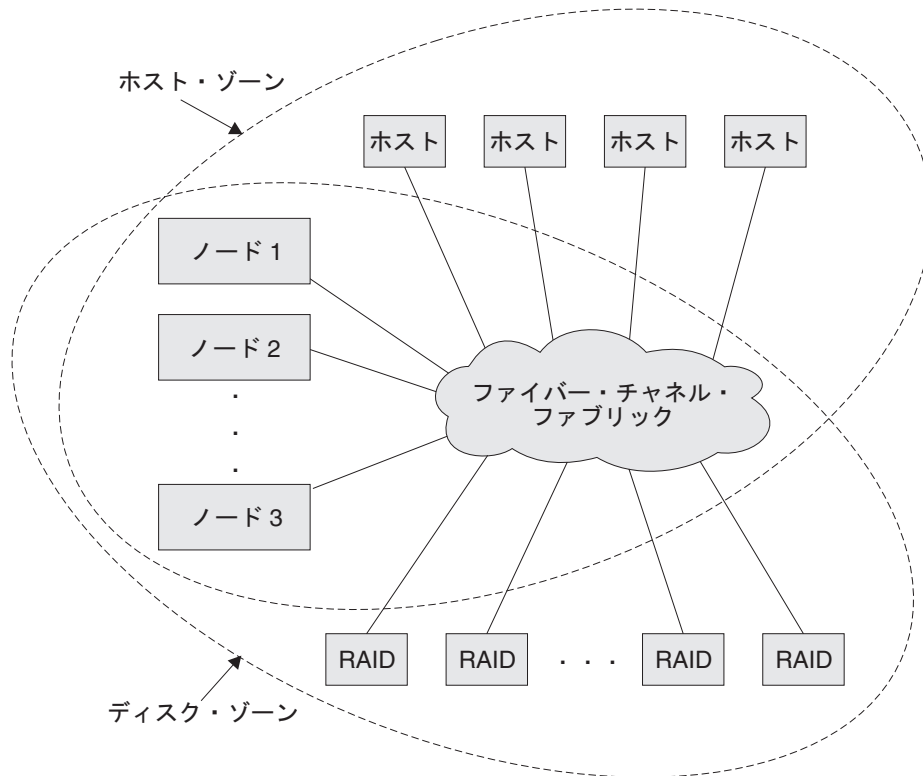 ホスト・ゾーン
ホスト ホスト ホスト ホスト
ノード 1
ノード 2
.
.
.
ノード 3
ファイバー・チャネル・
ファブリック
RAID RAID . . . RAID RAID
ディスク・ゾーン